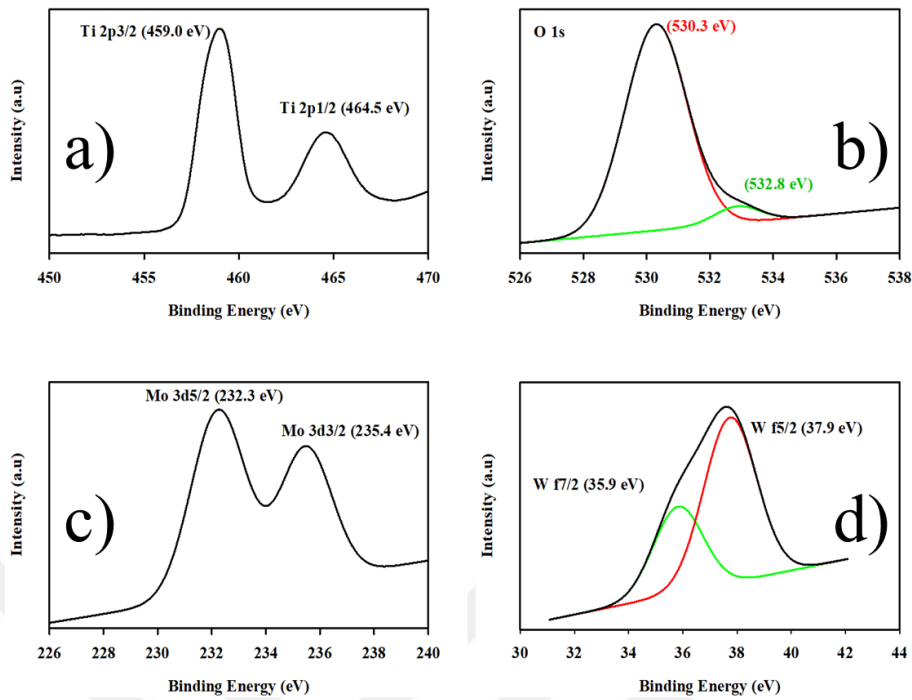 Ti 2p3/2 (459.0 eV)
Ti 2p1/2 (464.5 eV)
a)
Intensity (a.u)
450 455 460 465 470
Binding Energy (eV)
O 1s
(530.3 eV)
(532.8 eV)
b)
Intensity (a.u)
526 528 530 532 534 536 538
Binding Energy (eV)
Mo 3d5/2 (232.3 eV)
Mo 3d3/2 (235.4 eV)
c)
Intensity (a.u)
226 228 230 232 234 236 238 240
Binding Energy (eV)
W f5/2 (37.9 eV)
W f7/2 (35.9 eV)
d)
Intensity (a.u)
30 32 34 36 38 40 42 44
Binding Energy (eV)